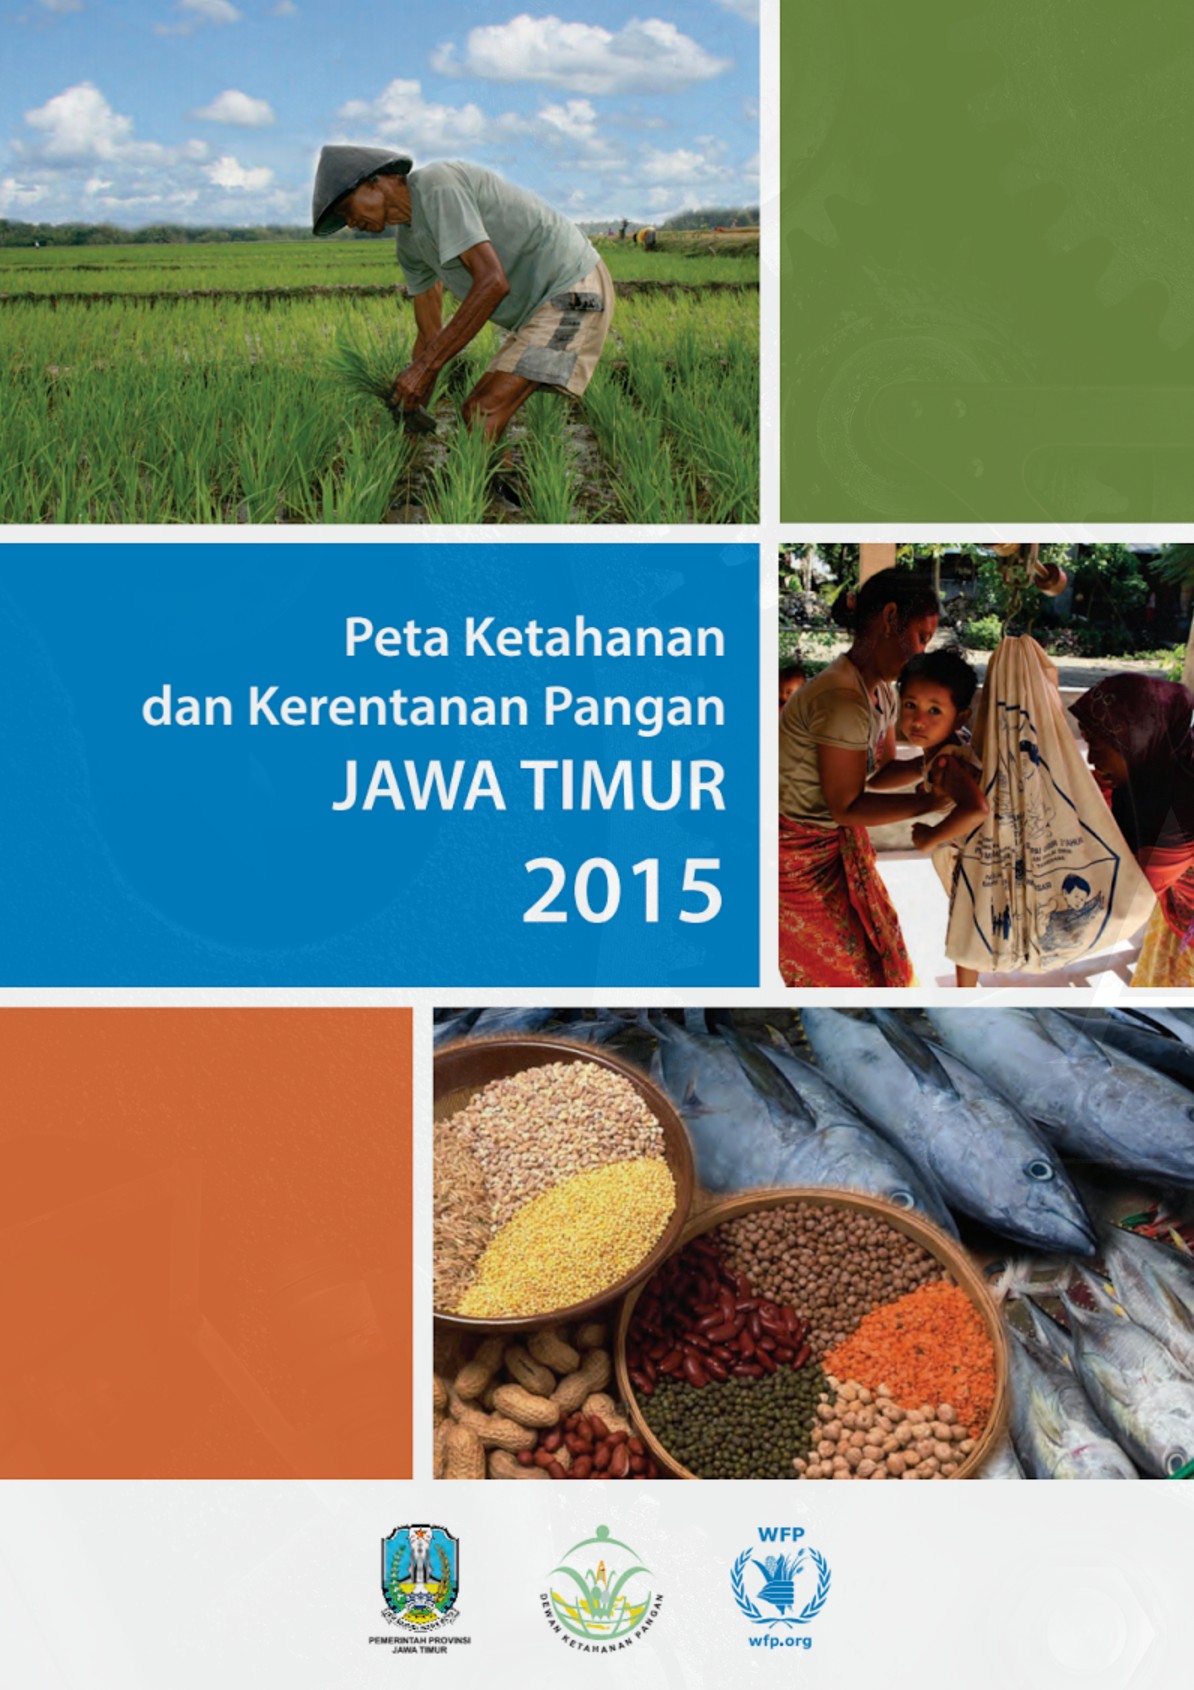 Peta Ketahanan
dan Kerentanan Pangan
JAWA TIMUR
2015
PEMERINTAH PROVINSI
JAWA TIMUR
DEWAN KETAHANAN PANGAN
WFP
wfp.org